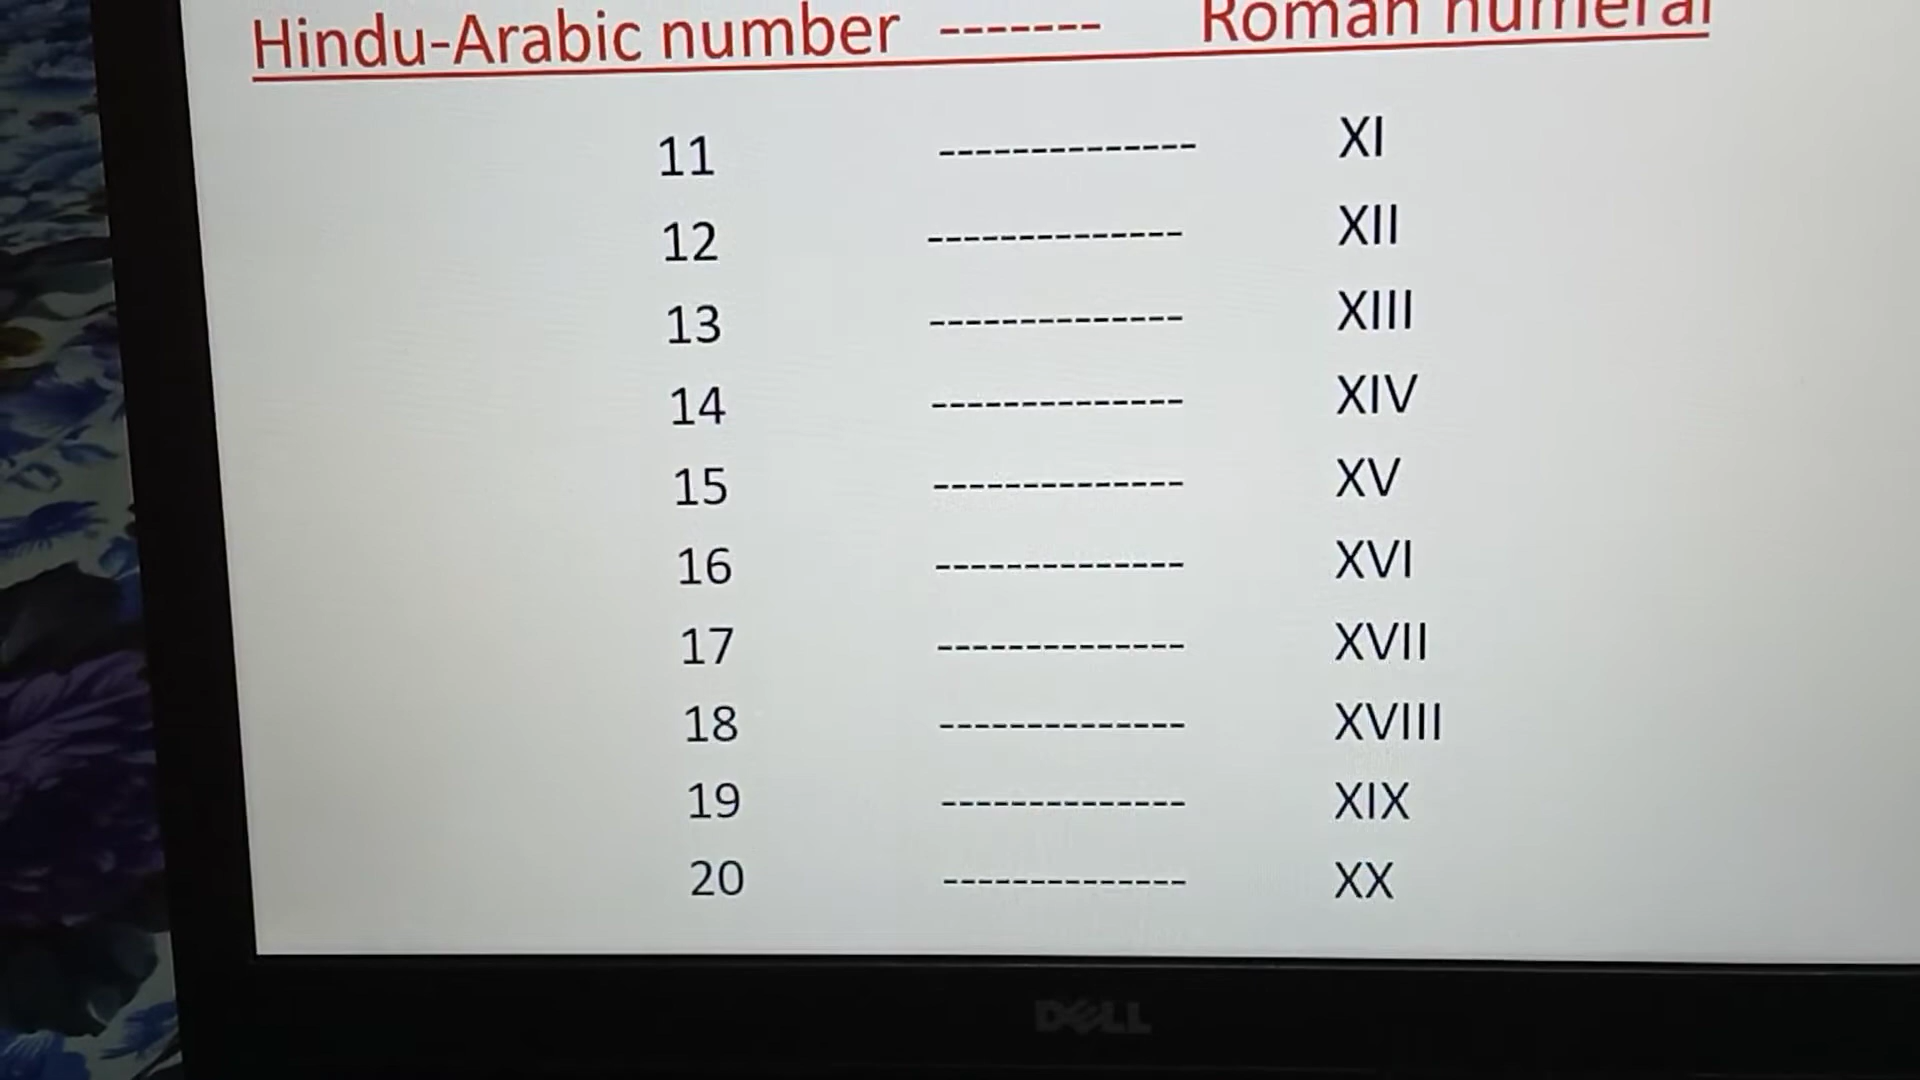 Hindu-Arabic number ------- Roman numeral
11 -------------- XI
12 -------------- XII
13 -------------- XIII
14 -------------- XIV
15 -------------- XV
16 -------------- XVI
17 -------------- XVII
18 -------------- XVIII
19 -------------- XIX
20 -------------- XX
DELL